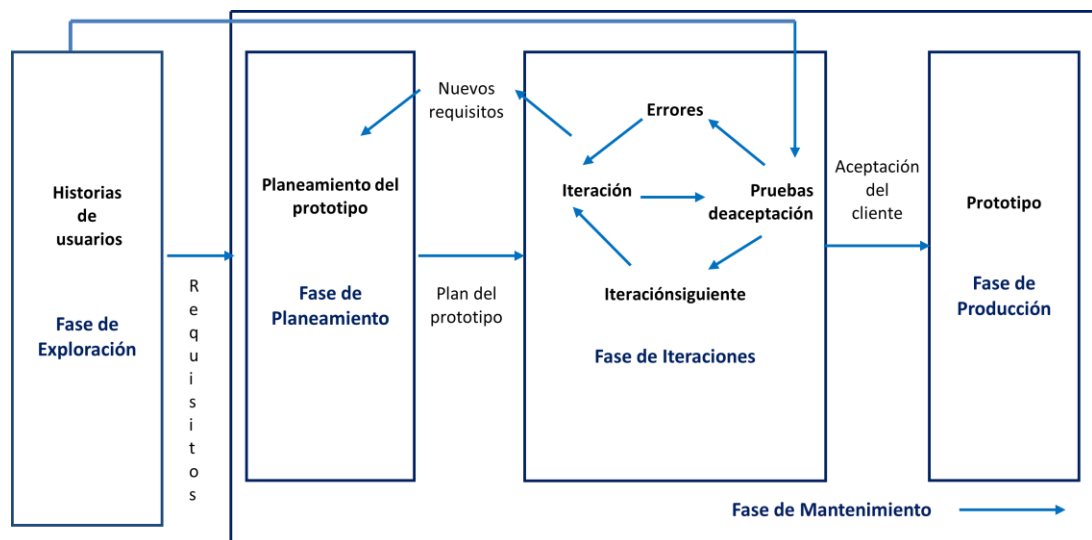 Historias
de
usuarios
Fase de
Exploración
Requisitos
Planeamiento del
prototipo
Fase de
Planeamiento
Nuevos
requisitos
Plan del
prototipo
Errores
Iteración
Pruebas
deaceptación
Iteraciónsiguiente
Fase de Iteraciones
Aceptación
del
cliente
Prototipo
Fase de
Producción
Fase de Mantenimiento